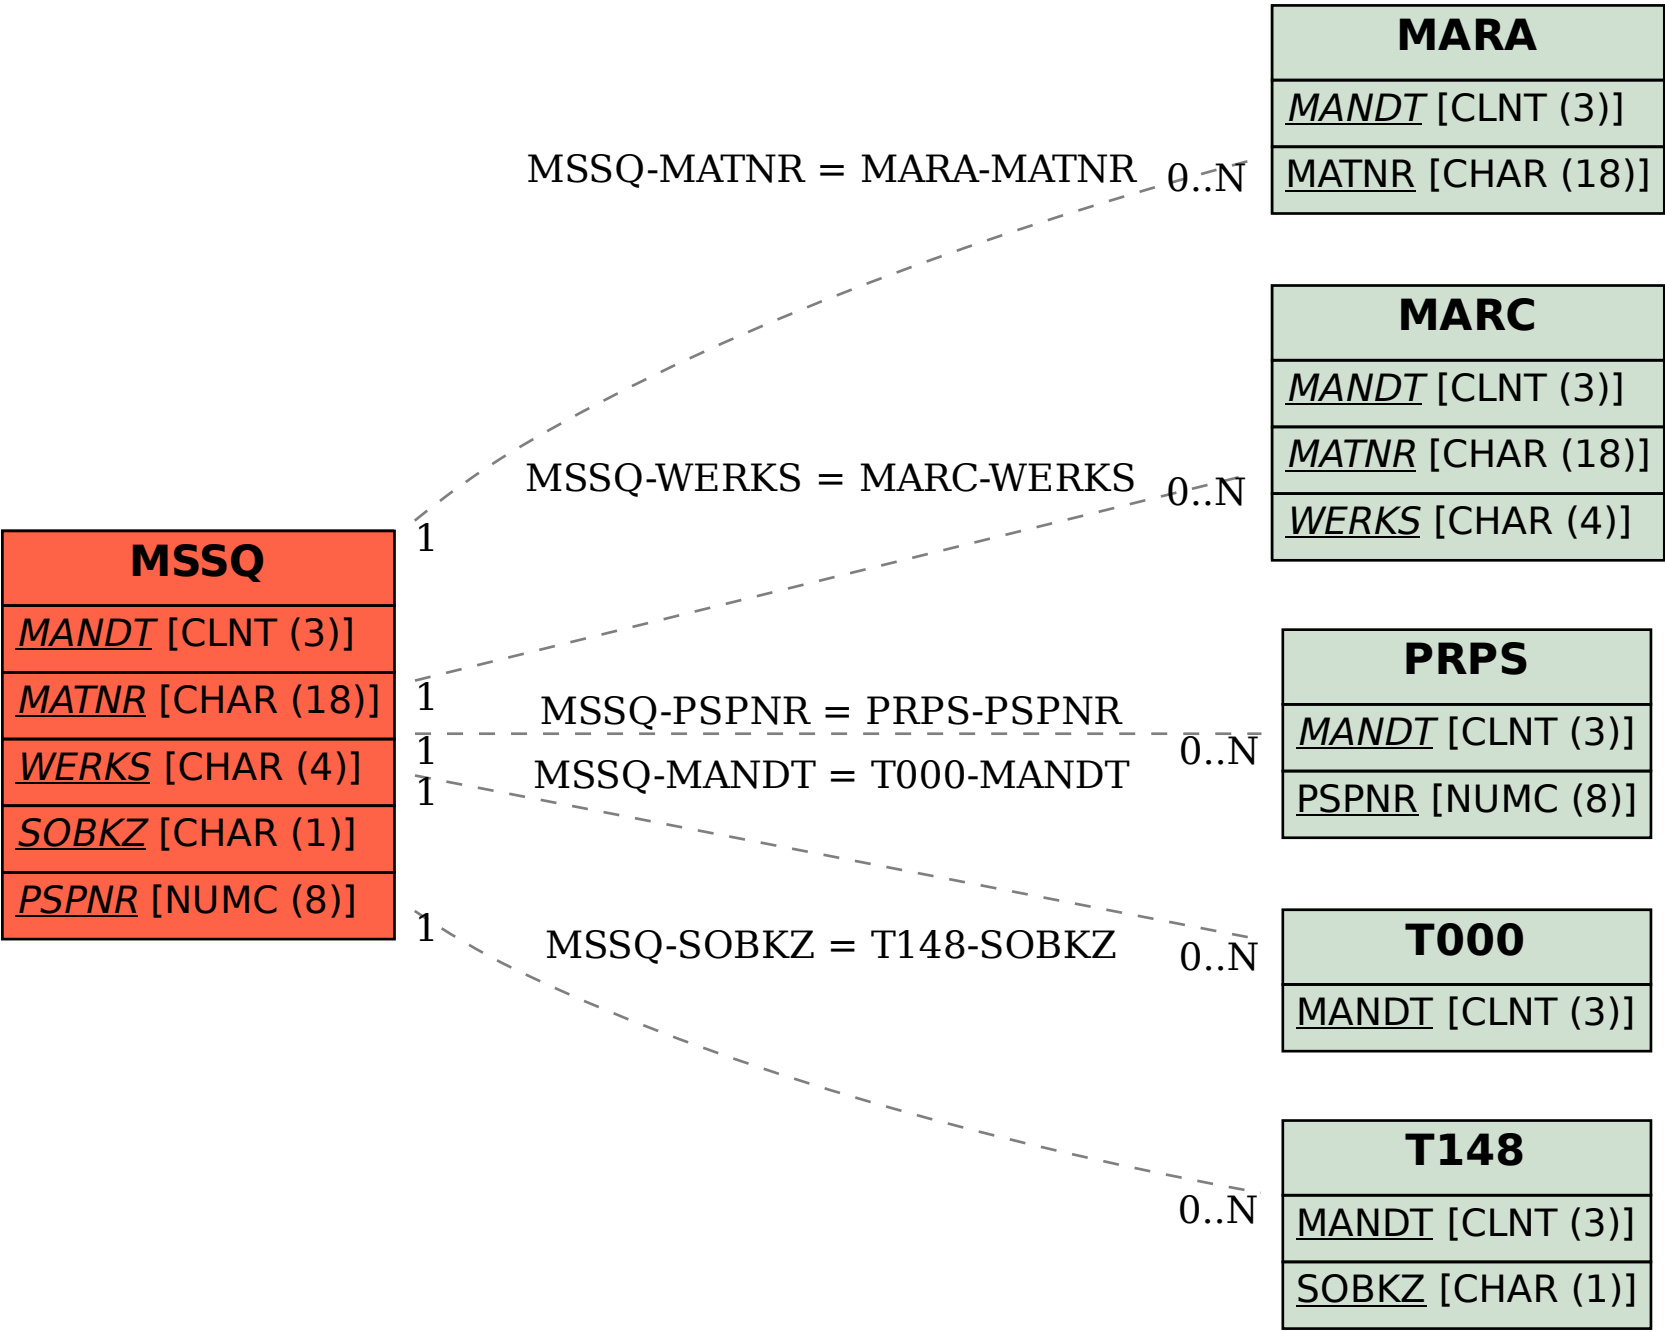 MSSQ
MANDT [CLNT (3)]
MATNR [CHAR (18)]
WERKS [CHAR (4)]
SOBKZ [CHAR (1)]
PSPNR [NUMC (8)]
MSSQ-MATNR = MARA-MATNR
0..N
1
MSSQ-WERKS = MARC-WERKS
0..N
1
MSSQ-PSPNR = PRPS-PSPNR
0..N
1
MSSQ-MANDT = T000-MANDT
0..N
1
MSSQ-SOBKZ = T148-SOBKZ
0..N
1
MARA
MANDT [CLNT (3)]
MATNR [CHAR (18)]
MARC
MANDT [CLNT (3)]
MATNR [CHAR (18)]
WERKS [CHAR (4)]
PRPS
MANDT [CLNT (3)]
PSPNR [NUMC (8)]
T000
MANDT [CLNT (3)]
T148
MANDT [CLNT (3)]
SOBKZ [CHAR (1)]